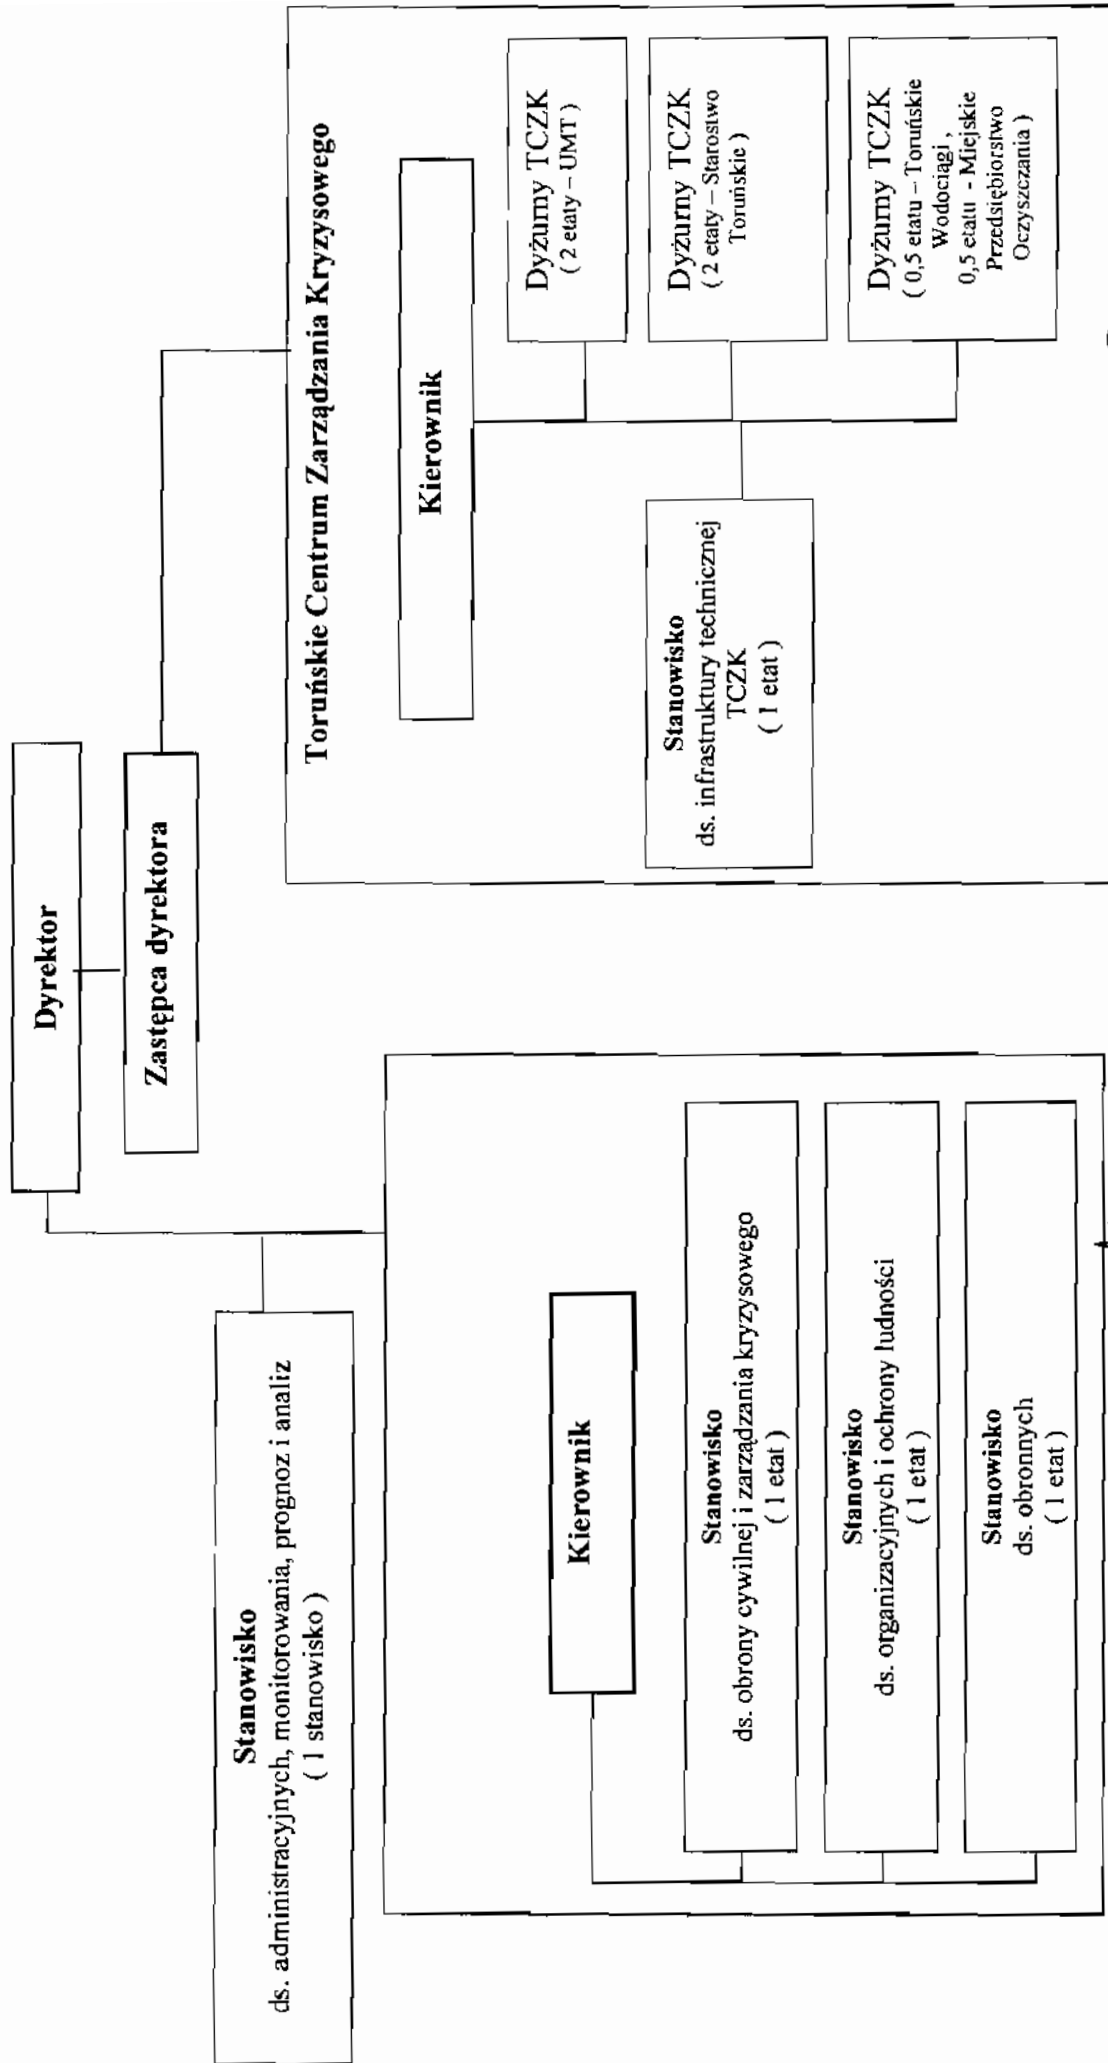 Dyrektor
Zastępca dyrektora
Stanowisko
ds. administracyjnych, monitorowania, prognoz i analiz
( 1 stanowisko )
Kierownik
Stanowisko
ds. obrony cywilnej i zarządzania kryzysowego
( 1 etat )
Stanowisko
ds. organizacyjnych i ochrony ludności
( 1 etat )
Stanowisko
ds. obronnych
( 1 etat )
Toruńskie Centrum Zarządzania Kryzysowego
Kierownik
Stanowisko
ds. infrastruktury technicznej
TCZK
( 1 etat )
Dyżurny TCZK
( 2 etaty – UMT )
Dyżurny TCZK
( 2 etaty – Starostwo
Toruńskie )
Dyżurny TCZK
( 0,5 etatu – Toruńskie
Wodociągi ,
0,5 etatu - Miejskie
Przedsiębiorstwo
Oczyszczania )